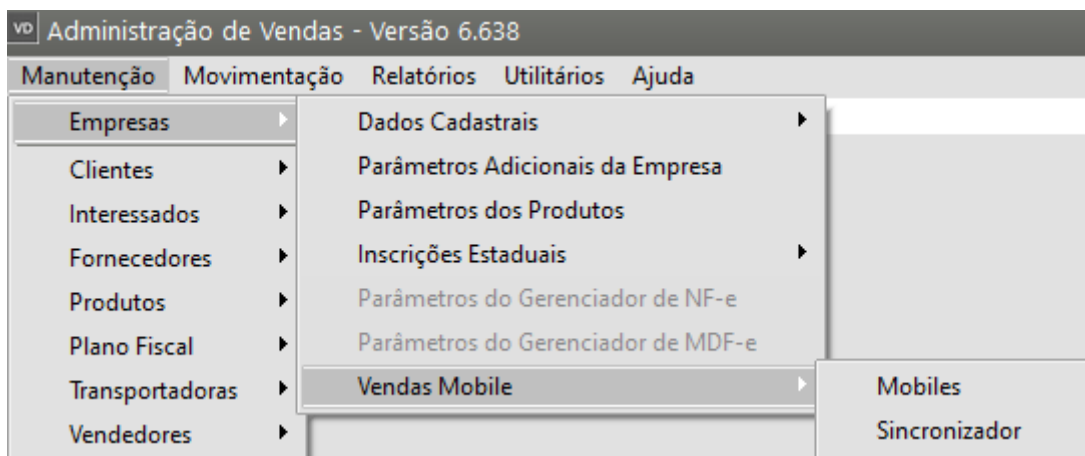 VD Administração de Vendas - Versão 6.638
Manutenção Movimentação Relatórios Utilitários Ajuda
Empresas
Clientes
Interessados
Fornecedores
Produtos
Plano Fiscal
Transportadoras
Vendedores
Dados Cadastrais
Parâmetros Adicionais da Empresa
Parâmetros dos Produtos
Inscrições Estaduais
Parâmetros do Gerenciador de NF-e
Parâmetros do Gerenciador de MDF-e
Vendas Mobile
Mobiles
Sincronizador